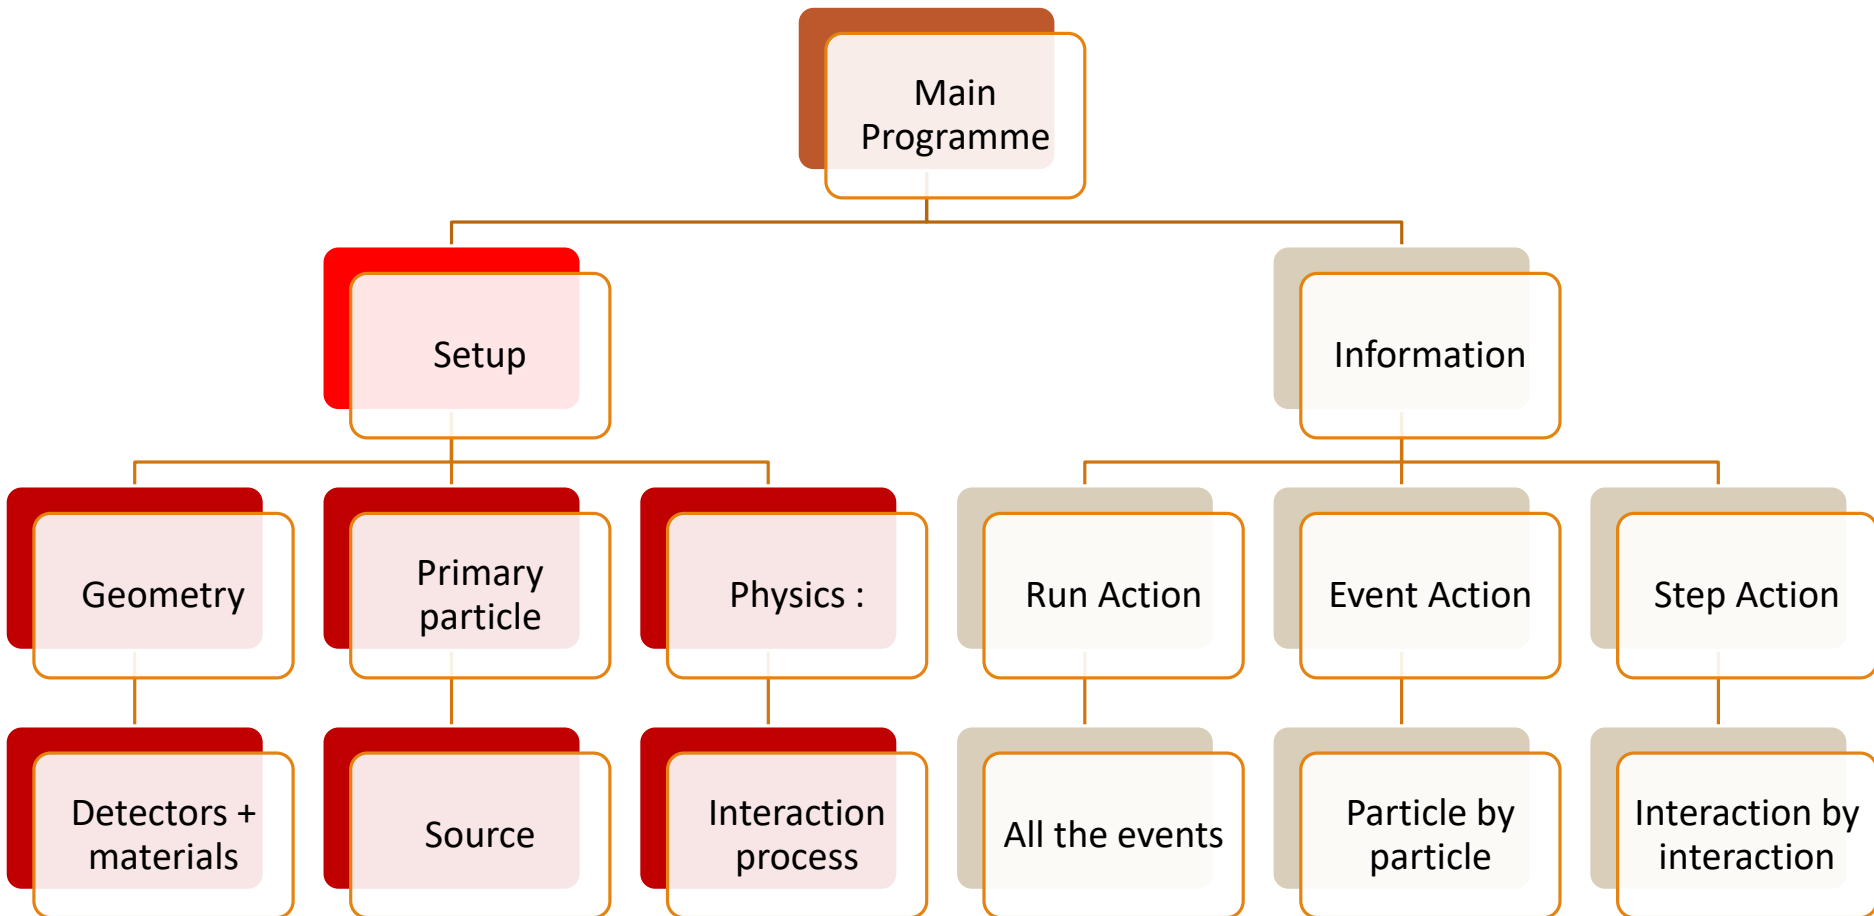 Main
Programme
Setup
Information
Geometry
Primary
particle
Physics :
Run Action
Event Action
Step Action
Detectors +
materials
Source
Interaction
process
All the events
Particle by
particle
Interaction by
interaction